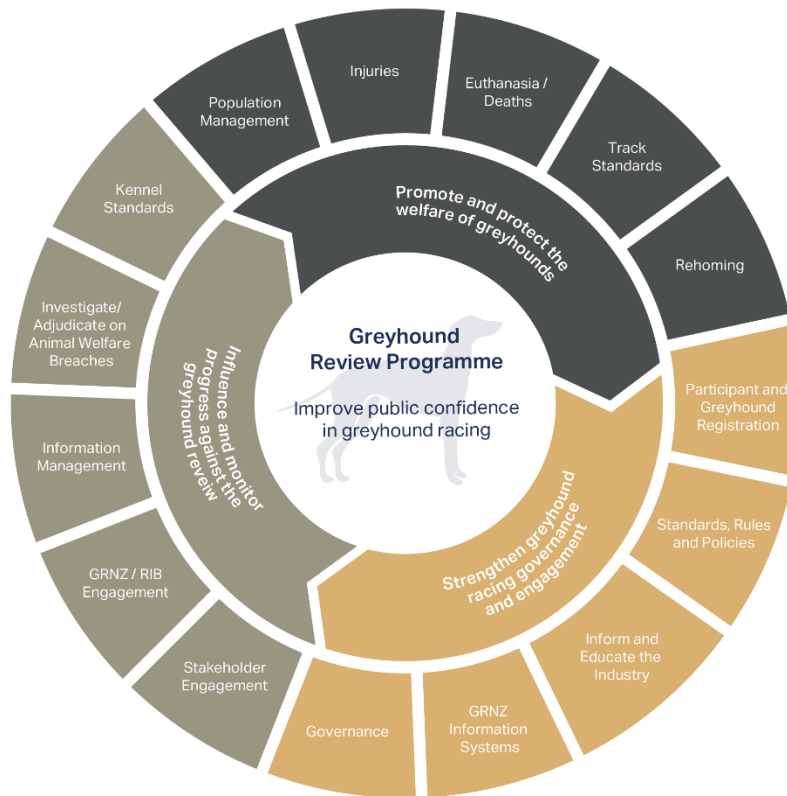 Greyhound
Review Programme
Improve public confidence
in greyhound racing
Promote and protect the
welfare of greyhounds
Strengthen greyhound
racing governance
and engagement
Influence and monitor
progress against the
greyhound reveiw
Population
Management
Injuries
Euthanasia /
Deaths
Track
Standards
Rehoming
Participant and
Greyhound
Registration
Standards, Rules
and Policies
Inform and
Educate the
Industry
GRNZ
Information
Systems
Governance
Stakeholder
Engagement
GRNZ / RIB
Engagement
Information
Management
Investigate/
Adjudicate on
Animal Welfare
Breaches
Kennel
Standards